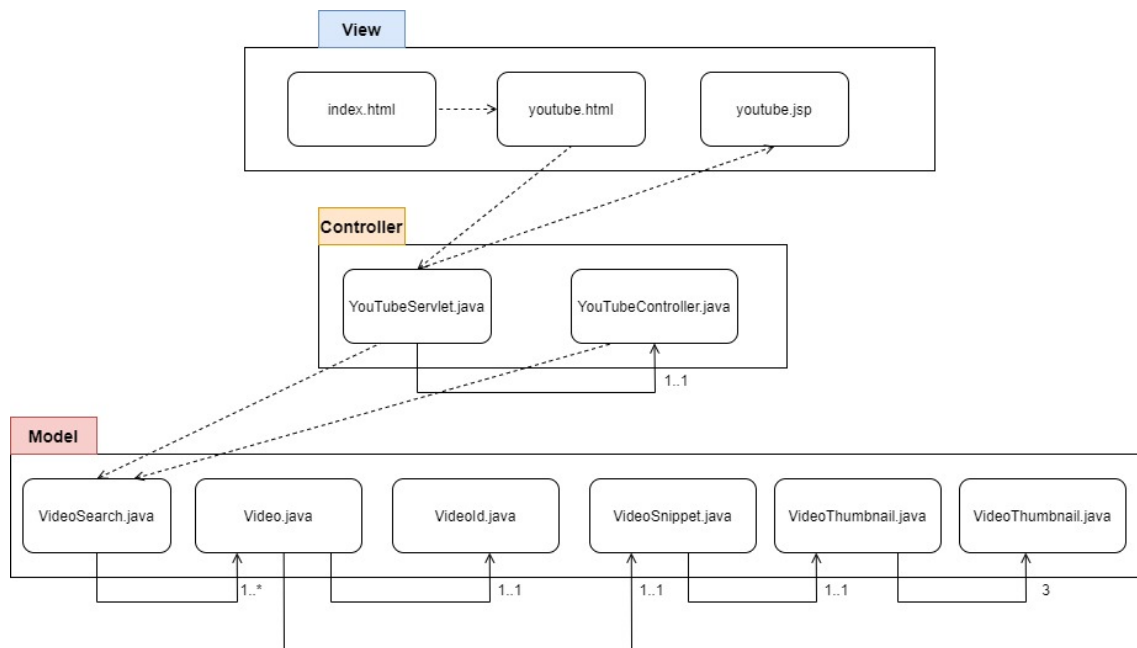 View
index.html
youtube.html
youtube.jsp
Controller
YouTubeServlet.java
YouTubeController.java
1..1
Model
VideoSearch.java
Video.java
VideoId.java
VideoSnippet.java
VideoThumbnail.java
VideoThumbnail.java
1..*
1..1
1..1
1..1
3